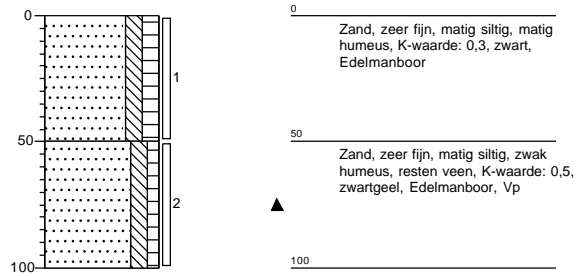 0
50
100
1
2
0
Zand, zeer fijn, matig siltig, matig
humeus, K-waarde: 0,3, zwart,
Edelmanboor
50
Zand, zeer fijn, matig siltig, zwak
humeus, resten veen, K-waarde: 0,5,
zwartgeel, Edelmanboor, Vp
100